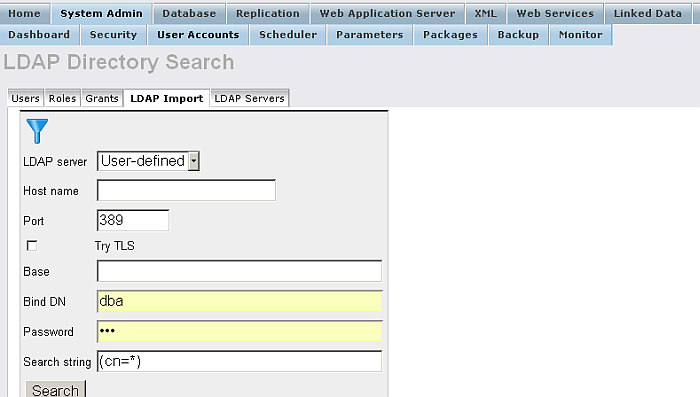 Home System Admin Database Replication Web Application Server XML Web Services Linked Data
Dashboard Security User Accounts Scheduler Parameters Packages Backup Monitor
LDAP Directory Search
Users Roles Grants LDAP Import LDAP Servers
LDAP server User-defined
Host name
Port 389
Try TLS
Base
Bind DN dba
Password •••
Search string (cn=*)
Search